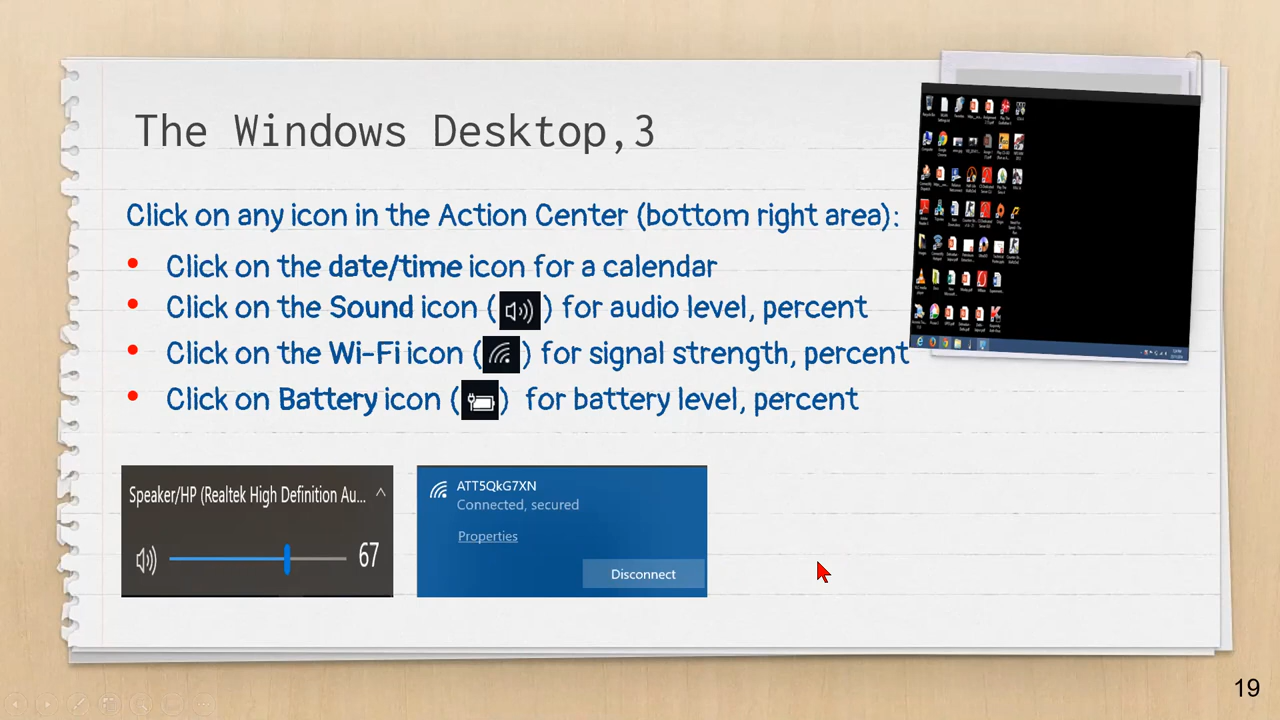 The Windows Desktop,3
Click on any icon in the Action Center (bottom right area):
• Click on the date/time icon for a calendar
• Click on the Sound icon ( ) for audio level, percent
• Click on the Wi-Fi icon ( ) for signal strength, percent
• Click on Battery icon ( ) for battery level, percent
Speaker/HP (Realtek High Definition Au...
67
ATT5QkG7XN
Connected, secured
Properties
Disconnect
19